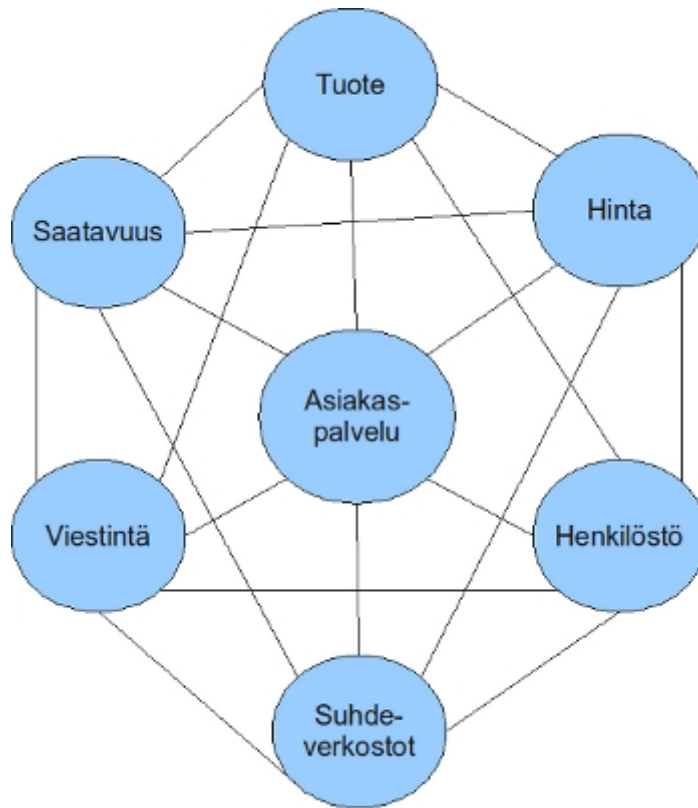 Tuote
Hinta
Saatavuus
Asiakas-
palvelu
Viestintä
Henkilöstö
Suhde-
verkostot